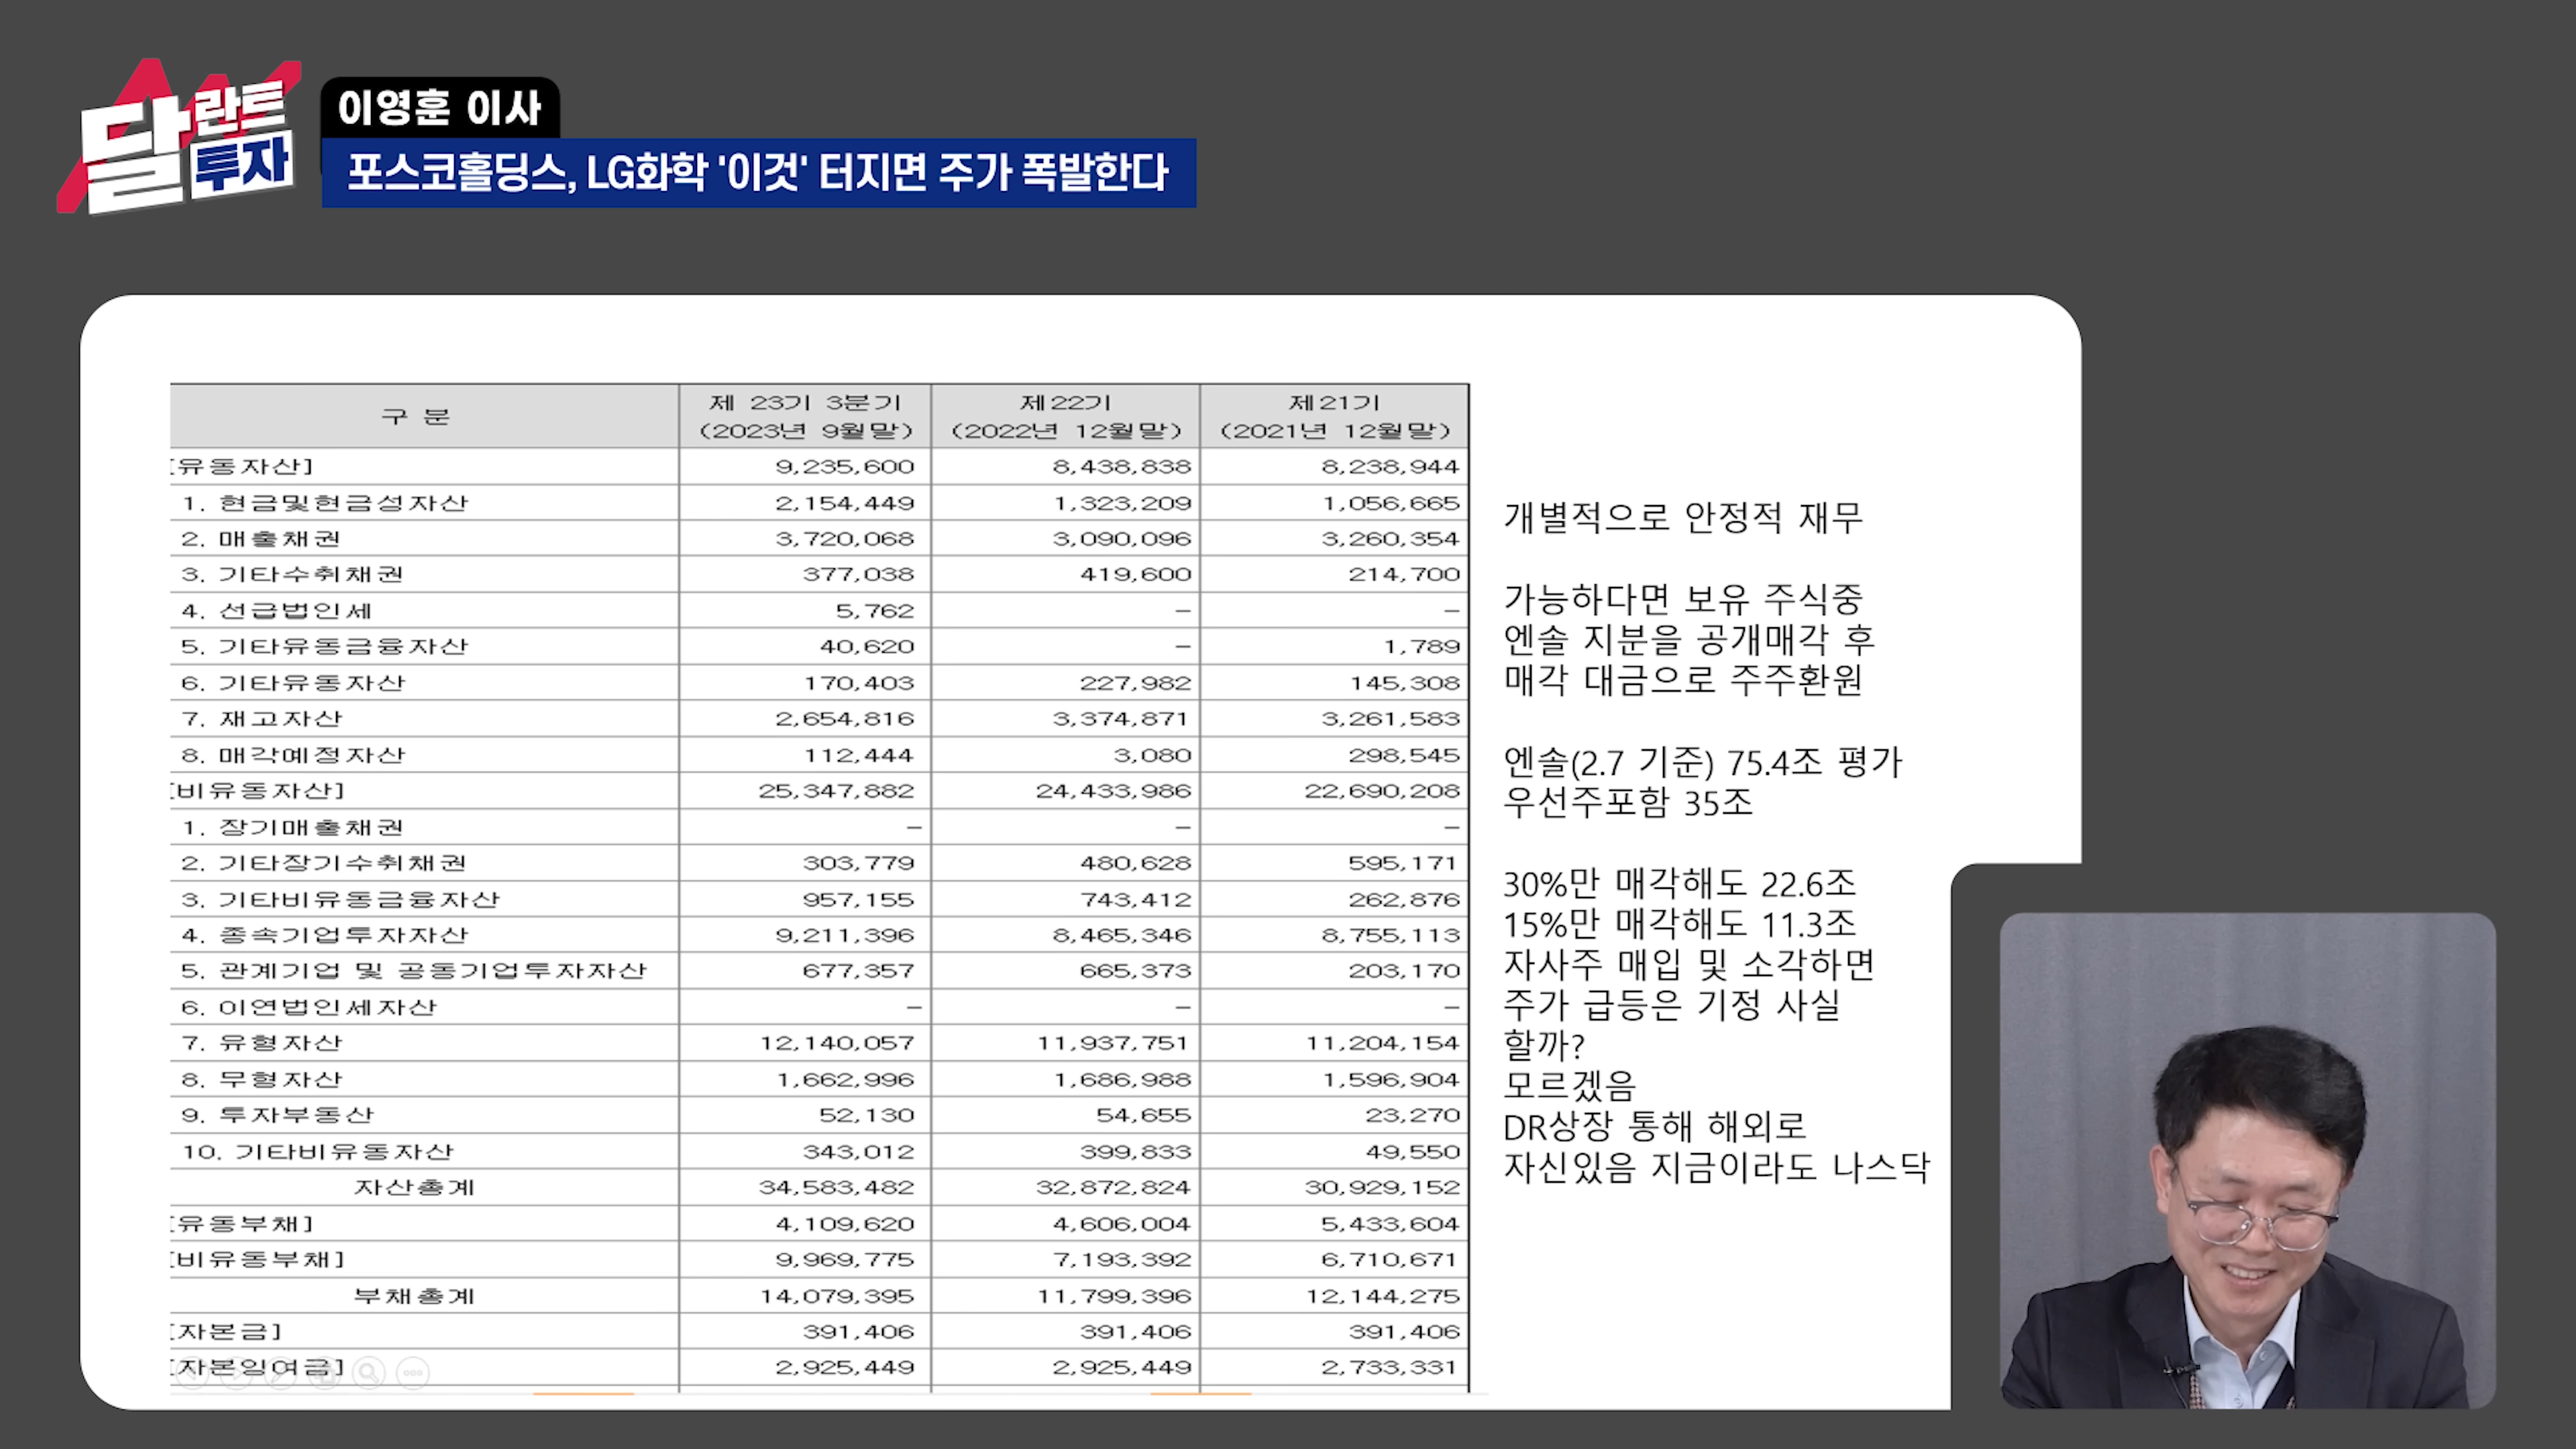 달란트
투자
이영훈 이사
포스코홀딩스, LG화학 '이것' 터지면 주가 폭발한다
구 분 제 23기 3분기 제22기 제21기
(2023년 9월말) (2022년 12월말) (2021년 12월말)
[유동자산] 9,235,600 8,438,838 8,238,944
1. 현금및현금성자산 2,154,449 1,323,209 1,056,665
2. 매출채권 3,720,068 3,090,096 3,260,354
3. 기타수취채권 377,038 419,600 214,700
4. 선급법인세 5,762 – –
5. 기타유동금융자산 40,620 – 1,789
6. 기타유동자산 170,403 227,982 145,308
7. 재고자산 2,654,816 3,374,871 3,261,583
8. 매각예정자산 112,444 3,080 298,545
[비유동자산] 25,347,882 24,433,986 22,690,208
1. 장기매출채권 – – –
2. 기타장기수취채권 303,779 480,628 595,171
3. 기타비유동금융자산 957,155 743,412 262,876
4. 종속기업투자자산 9,211,396 8,465,346 8,755,113
5. 관계기업 및 공동기업투자자산 677,357 665,373 203,170
6. 이연법인세자산 – – –
7. 유형자산 12,140,057 11,937,751 11,204,154
8. 무형자산 1,662,996 1,686,988 1,596,904
9. 투자부동산 52,130 54,655 23,270
10. 기타비유동자산 343,012 399,833 49,550
자산총계 34,583,482 32,872,824 30,929,152
[유동부채] 4,109,620 4,606,004 5,433,604
[비유동부채] 9,969,775 7,193,392 6,710,671
부채총계 14,079,395 11,799,396 12,144,275
[자본금] 391,406 391,406 391,406
[자본잉여금] 2,925,449 2,925,449 2,733,331
개별적으로 안정적 재무
가능하다면 보유 주식중
엔솔 지분을 공개매각 후
매각 대금으로 주주환원
엔솔(2.7 기준) 75.4조 평가
우선주포함 35조
30%만 매각해도 22.6조
15%만 매각해도 11.3조
자사주 매입 및 소각하면
주가 급등은 기정 사실
할까?
모르겠음
DR상장 통해 해외로
자신있음 지금이라도 나스닥